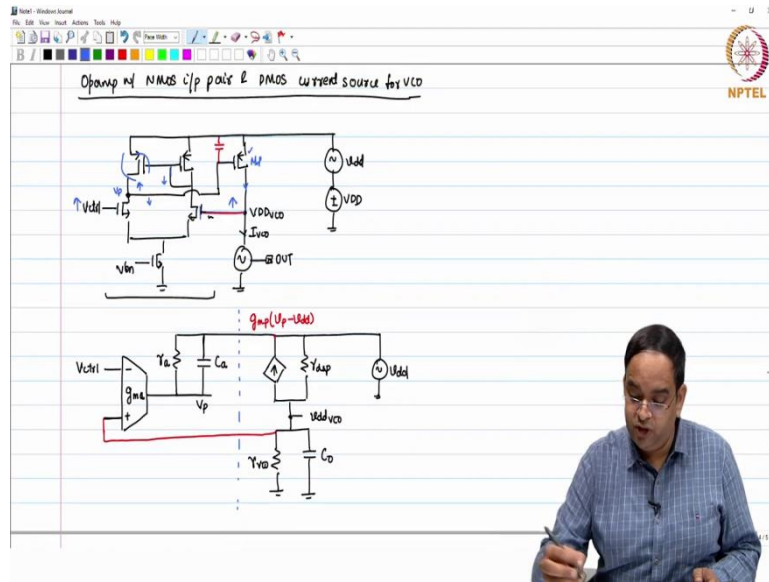 Note1 - Windows Journal
File Edit View Insert Actions Tools Help
Page Width
NPTEL
Opamp w/ NMOS i/p pair & PMOS current source for VCO
Vp
Vctrl
Vbn
VDDvco
Ivco
OUT
vdd
VDD
gmp(Vp-Vdd)
Vctrl
gma
ra
Ca
Vp
rdsp
vdd
vddvco
rvco
Co